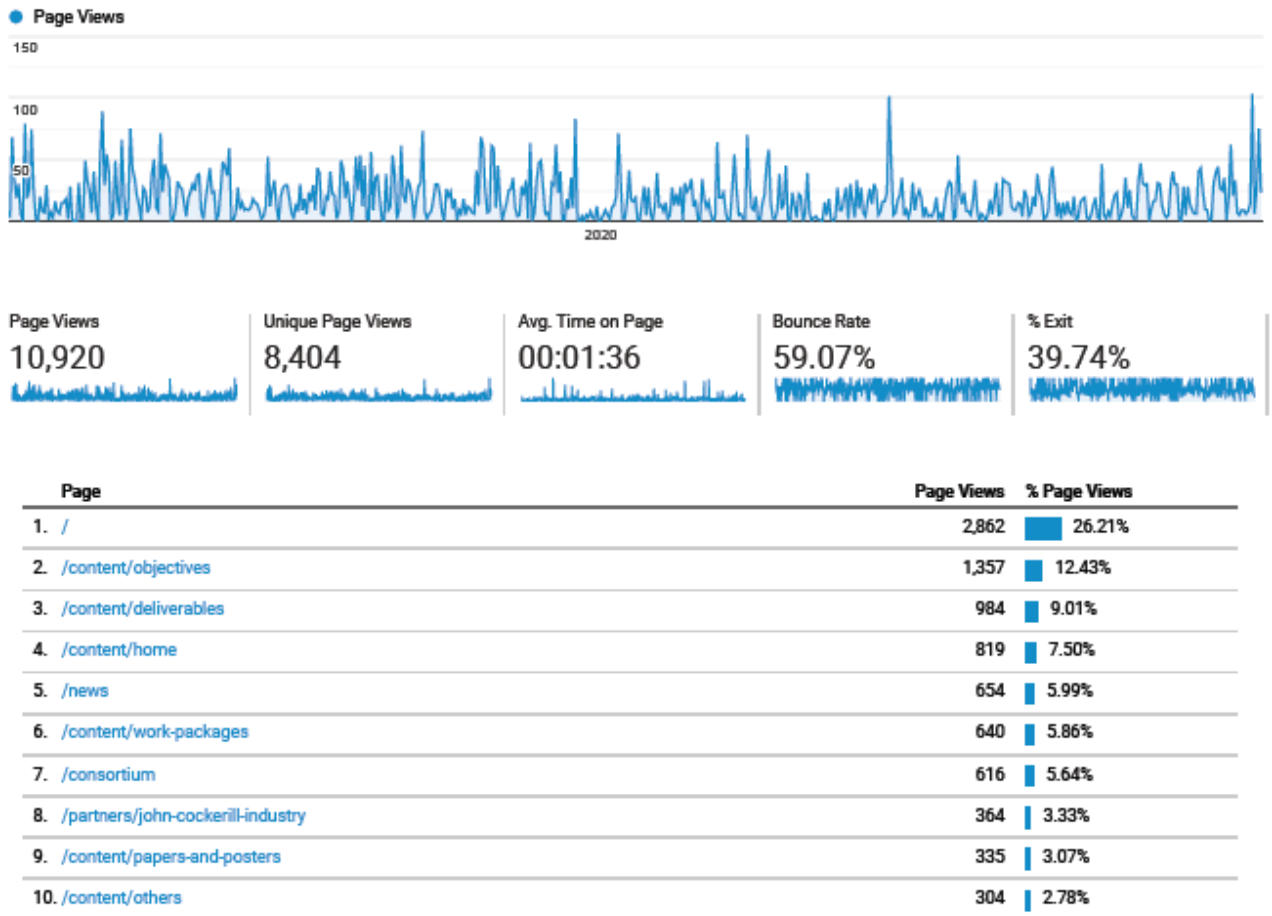 Page Views
150
100
50
2020
Page Views Unique Page Views Avg. Time on Page Bounce Rate % Exit
10,920 8,404 00:01:36 59.07% 39.74%
Page Page Views % Page Views
1. / 2,862 26.21%
2. /content/objectives 1,357 12.43%
3. /content/deliverables 984 9.01%
4. /content/home 819 7.50%
5. /news 654 5.99%
6. /content/work-packages 640 5.86%
7. /consortium 616 5.64%
8. /partners/john-cockerill-industry 364 3.33%
9. /content/papers-and-posters 335 3.07%
10. /content/others 304 2.78%